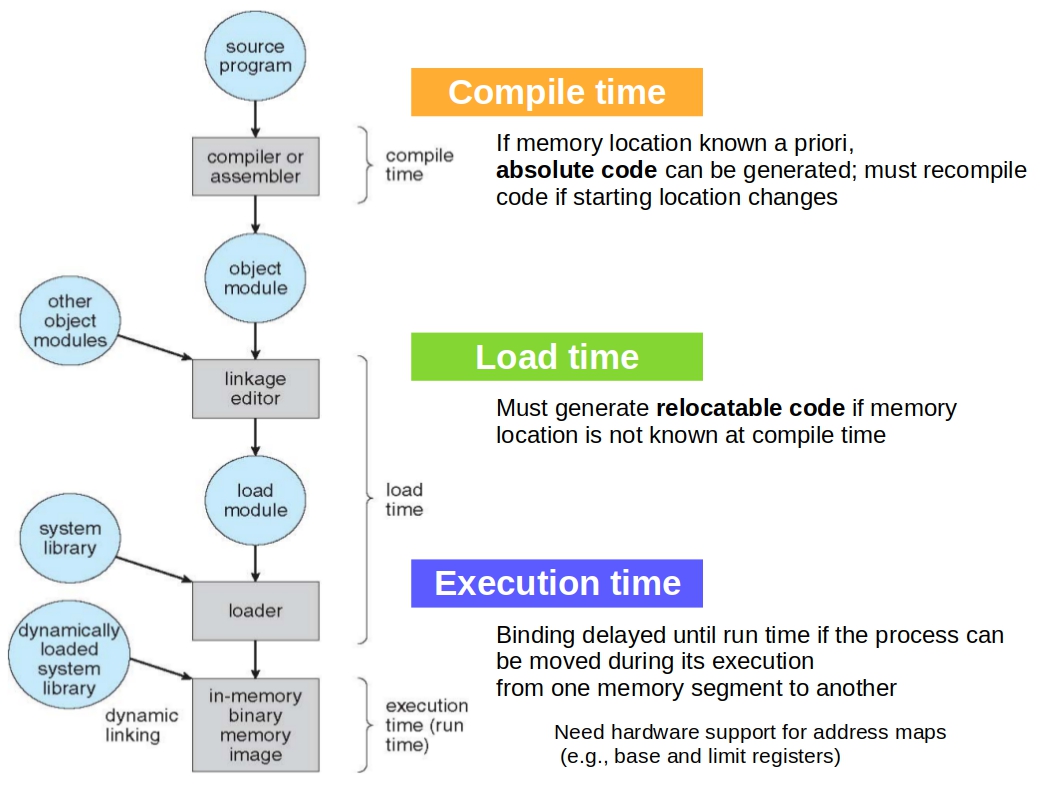 source
program
compiler or
assembler
compile
time
object
module
other
object
modules
linkage
editor
load
module
load
time
system
library
loader
dynamically
loaded
system
library
dynamic
linking
in-memory
binary
memory
image
execution
time (run
time)
Compile time
If memory location known a priori,
absolute code can be generated; must recompile
code if starting location changes
Load time
Must generate relocatable code if memory
location is not known at compile time
Execution time
Binding delayed until run time if the process can
be moved during its execution
from one memory segment to another
Need hardware support for address maps
(e.g., base and limit registers)